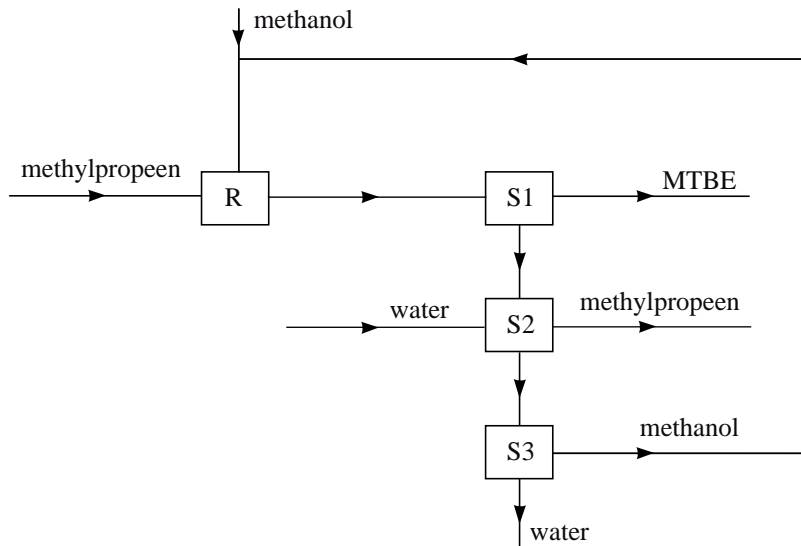 methanol
methylpropeen
R
S1
MTBE
water
S2
methylpropeen
S3
methanol
water